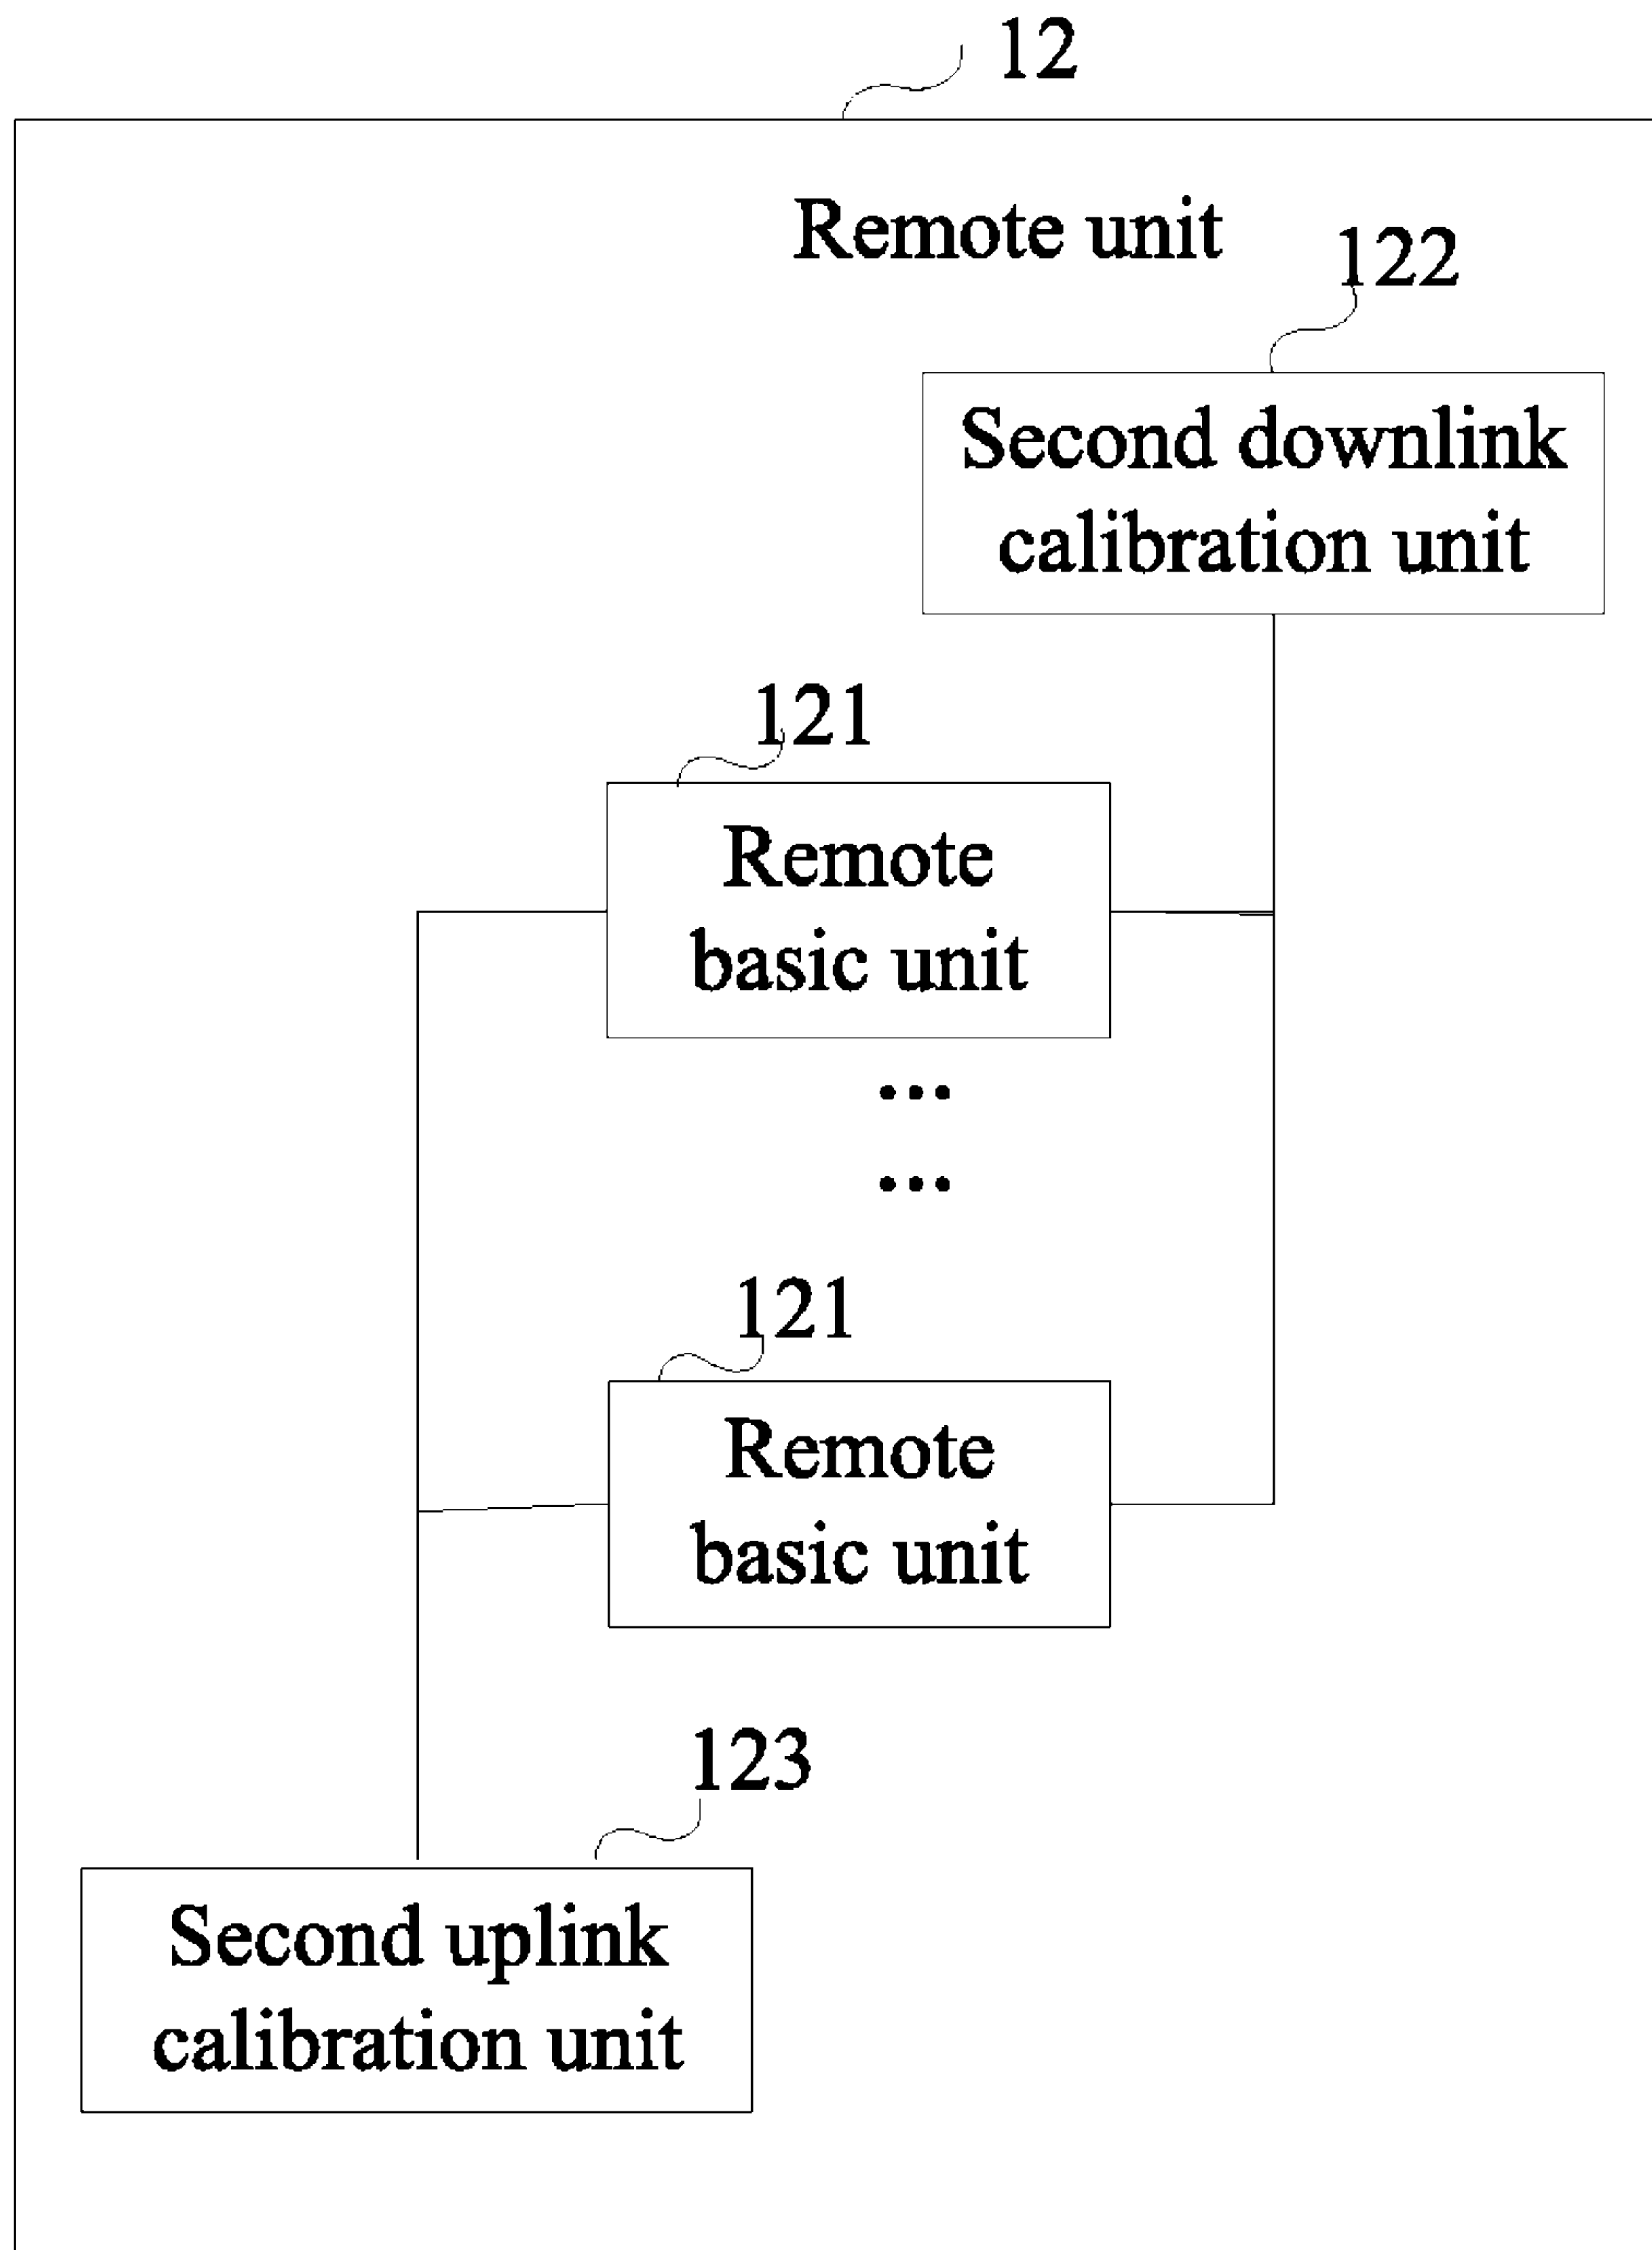 12
Remote unit
122
Second downlink
calibration unit
121
Remote
basic unit
...
...
121
Remote
basic unit
123
Second uplink
calibration unit